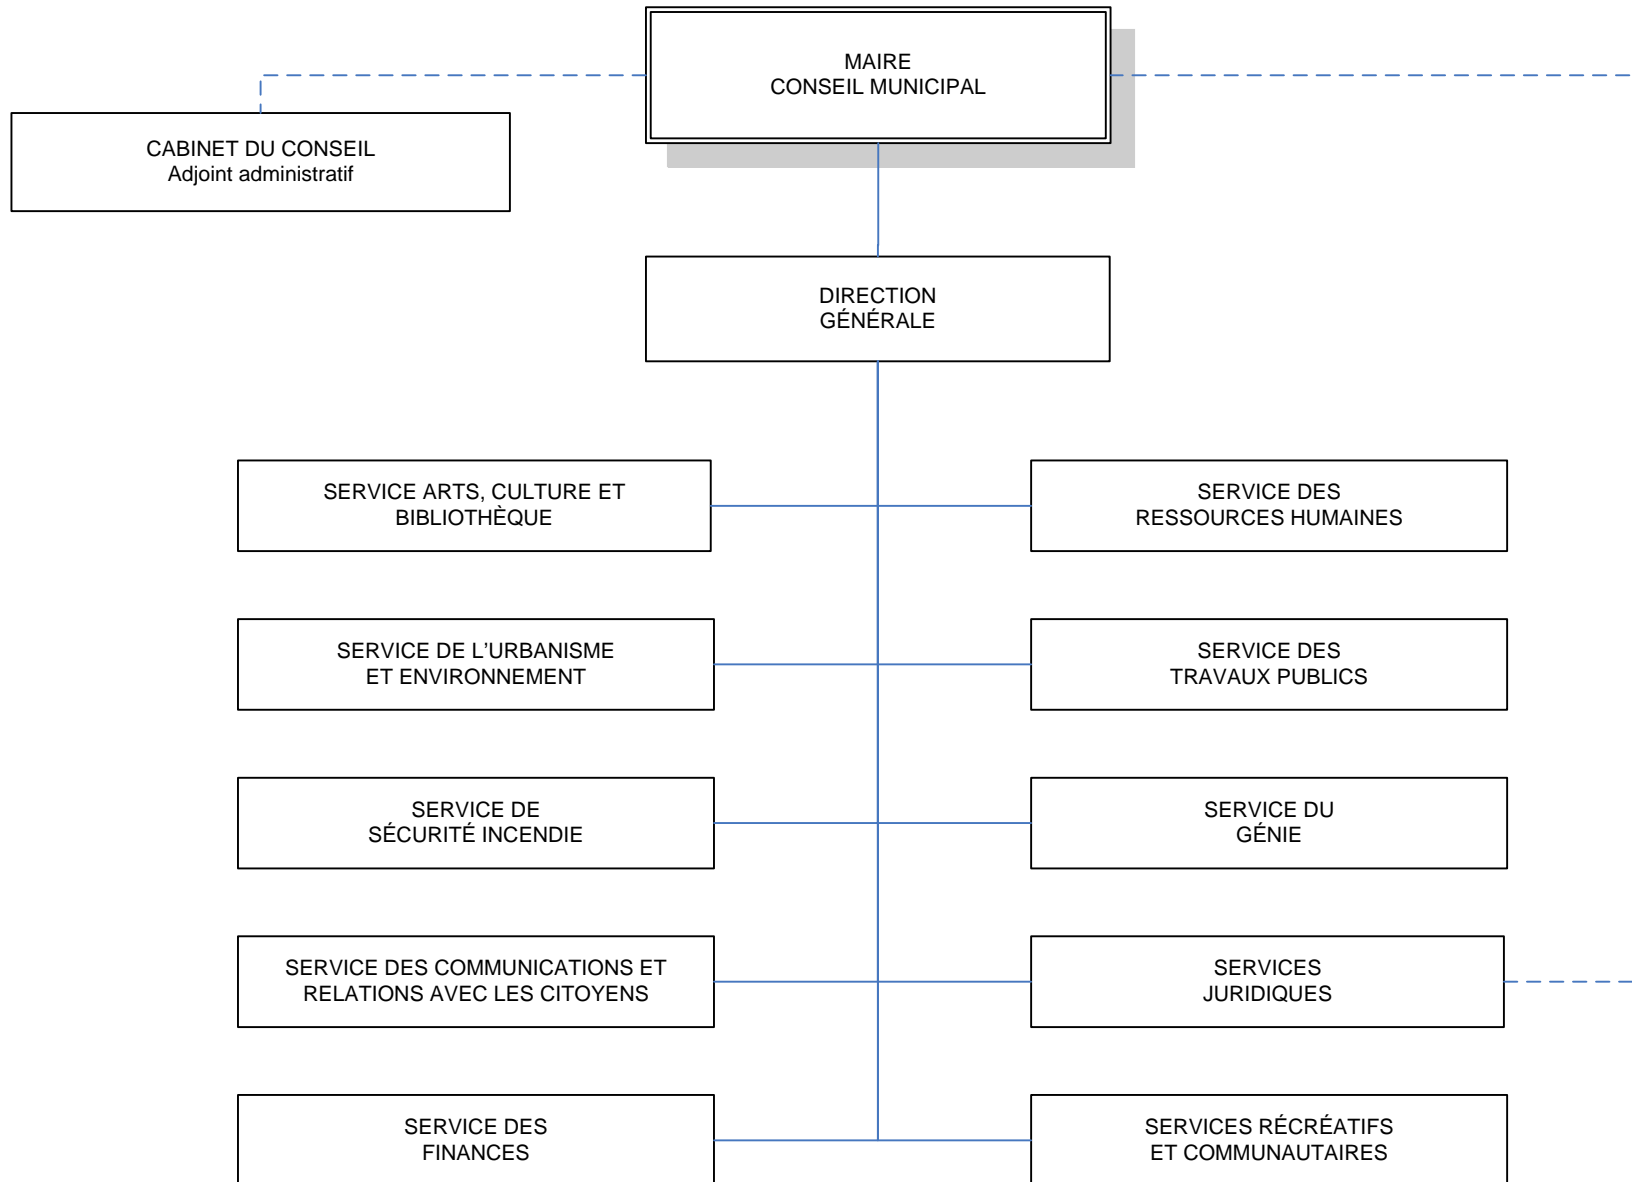 MAIRE
CONSEIL MUNICIPAL
CABINET DU CONSEIL
Adjoint administratif
DIRECTION
GÉNÉRALE
SERVICE ARTS, CULTURE ET
BIBLIOTHÈQUE
SERVICE DES
RESSOURCES HUMAINES
SERVICE DE L’URBANISME
ET ENVIRONNEMENT
SERVICE DES
TRAVAUX PUBLICS
SERVICE DE
SÉCURITÉ INCENDIE
SERVICE DU
GÉNIE
SERVICE DES COMMUNICATIONS ET
RELATIONS AVEC LES CITOYENS
SERVICES
JURIDIQUES
SERVICE DES
FINANCES
SERVICES RÉCRÉATIFS
ET COMMUNAUTAIRES